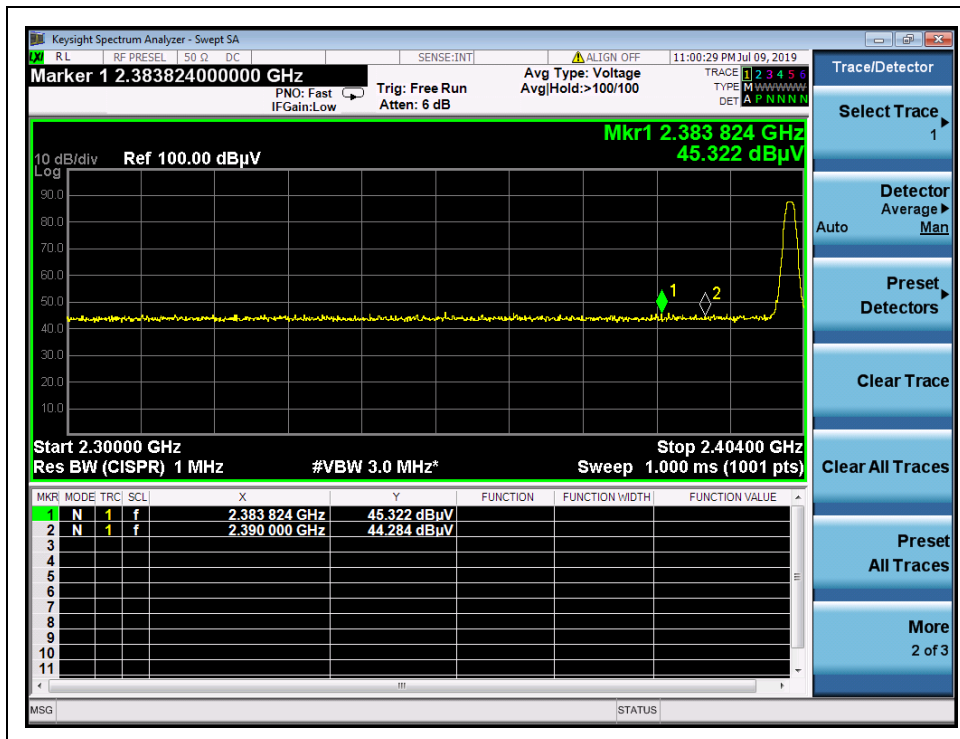 Keysight Spectrum Analyzer - Swept SA
LXI RL RF PRESEL 50 Ω DC SENSE:INT ALIGN OFF 11:00:29 PM Jul 09, 2019
Marker 1 2.383824000000 GHz
PNO: Fast
IFGain:Low
Trig: Free Run
Atten: 6 dB
Avg Type: Voltage
Avg|Hold:>100/100
TRACE 1 2 3 4 5 6
TYPE M WWWWW
DET A P N N N N
Mkr1 2.383 824 GHz
45.322 dBµV
10 dB/div Ref 100.00 dBµV
Log
90.0
80.0
70.0
60.0
50.0
40.0
30.0
20.0
10.0
1
2
Start 2.30000 GHz Stop 2.40400 GHz
Res BW (CISPR) 1 MHz #VBW 3.0 MHz* Sweep 1.000 ms (1001 pts)
MKR MODE TRC SCL X Y FUNCTION FUNCTION WIDTH FUNCTION VALUE
1 N 1 f 2.383 824 GHz 45.322 dBµV
2 N 1 f 2.390 000 GHz 44.284 dBµV
3
4
5
6
7
8
9
10
11
MSG STATUS
Trace/Detector
Select Trace
1
Detector
Average
Auto Man
Preset
Detectors
Clear Trace
Clear All Traces
Preset
All Traces
More
2 of 3